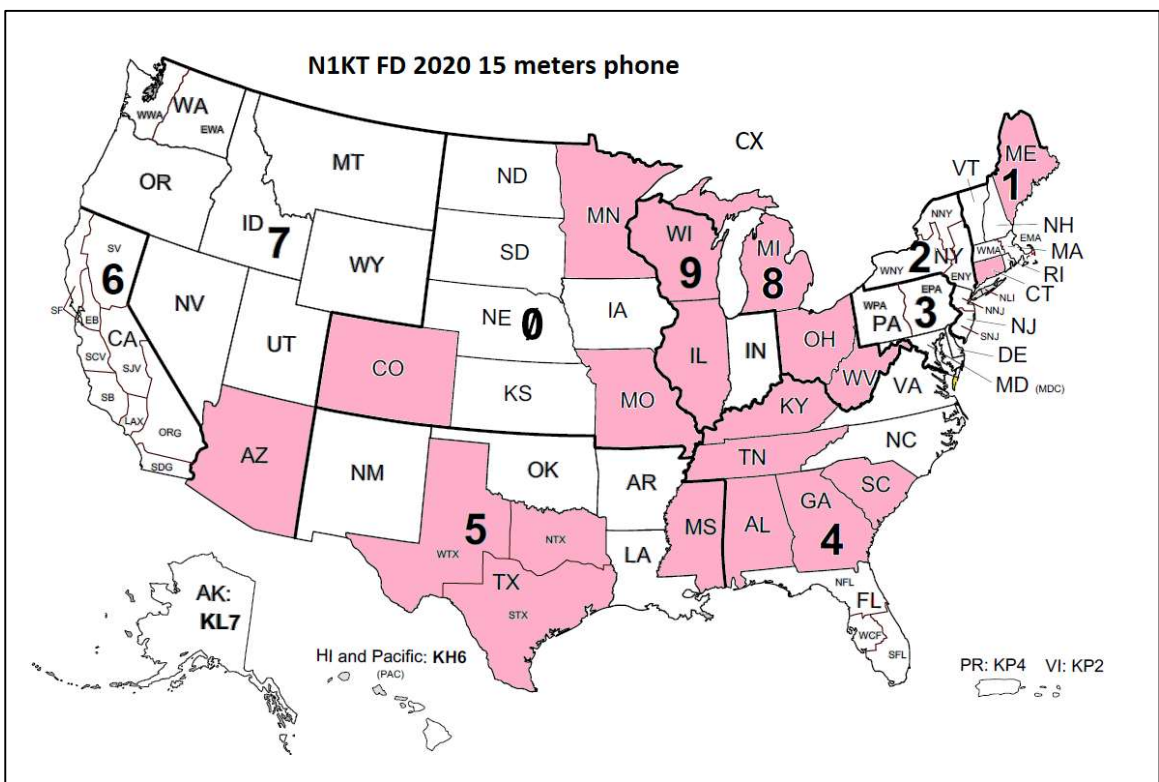 N1KT FD 2020 15 meters phone
CX
WWA
WA
EWA
OR
MT
ID
7
WY
ND
SD
NE
Ø
KS
MN
IA
MO
CO
WI
9
IL
IN
MI
8
OH
WV
KY
ME
1
VT
NH
EMA
WMA
MA
RI
CT
NNY
2
NY
WNY
ENY
NLI
NNJ
NJ
SNJ
EPA
WPA
PA
3
DE
MD (MDC)
VA
SV
6
SF
EB
CA
SCV
SJV
SB
LAX
ORG
SDG
NV
UT
AZ
NM
OK
AR
LA
5
WTX
NTX
TX
STX
MS
AL
TN
NC
SC
GA
4
NFL
FL
WCF
SFL
AK:
KL7
HI and Pacific: KH6
(PAC)
PR: KP4 VI: KP2